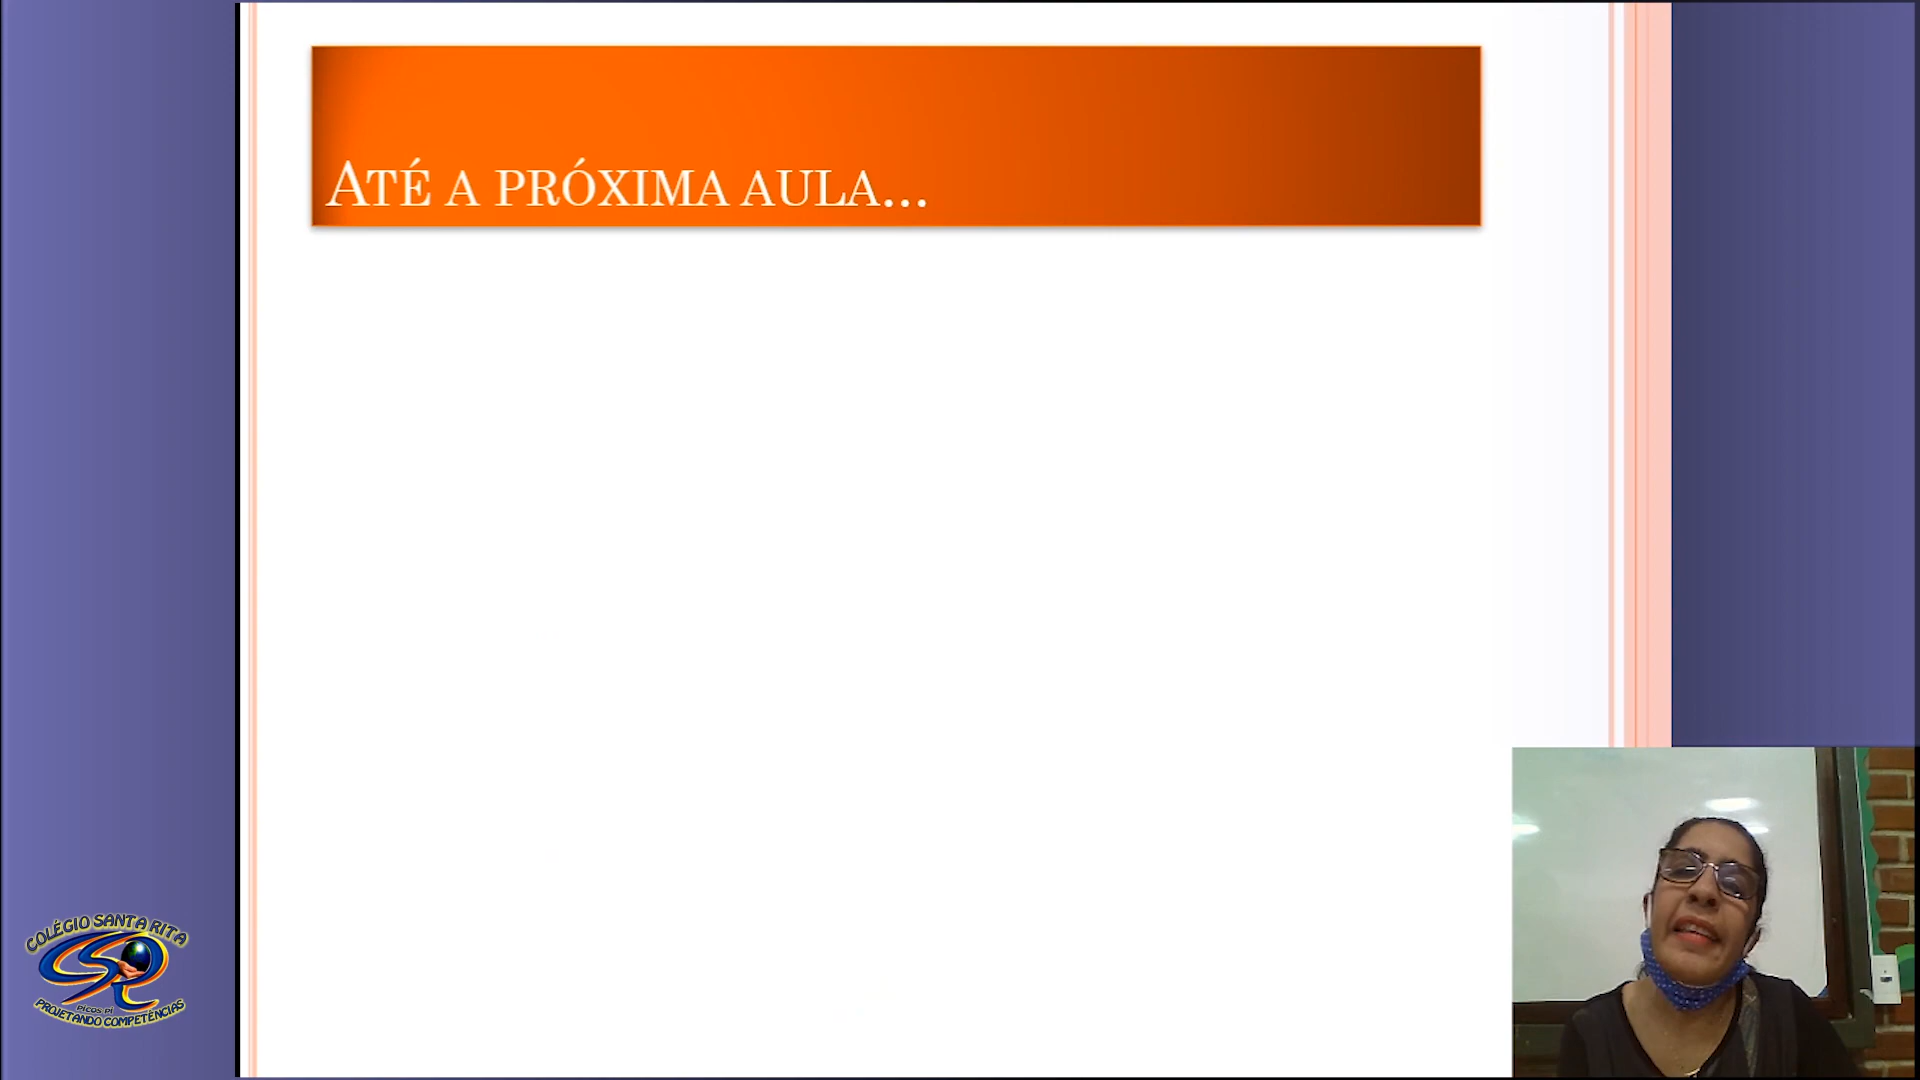 ATÉ A PRÓXIMA AULA...
COLÉGIO SANTA RITA
PICOS PI
PROJETANDO COMPETÊNCIAS